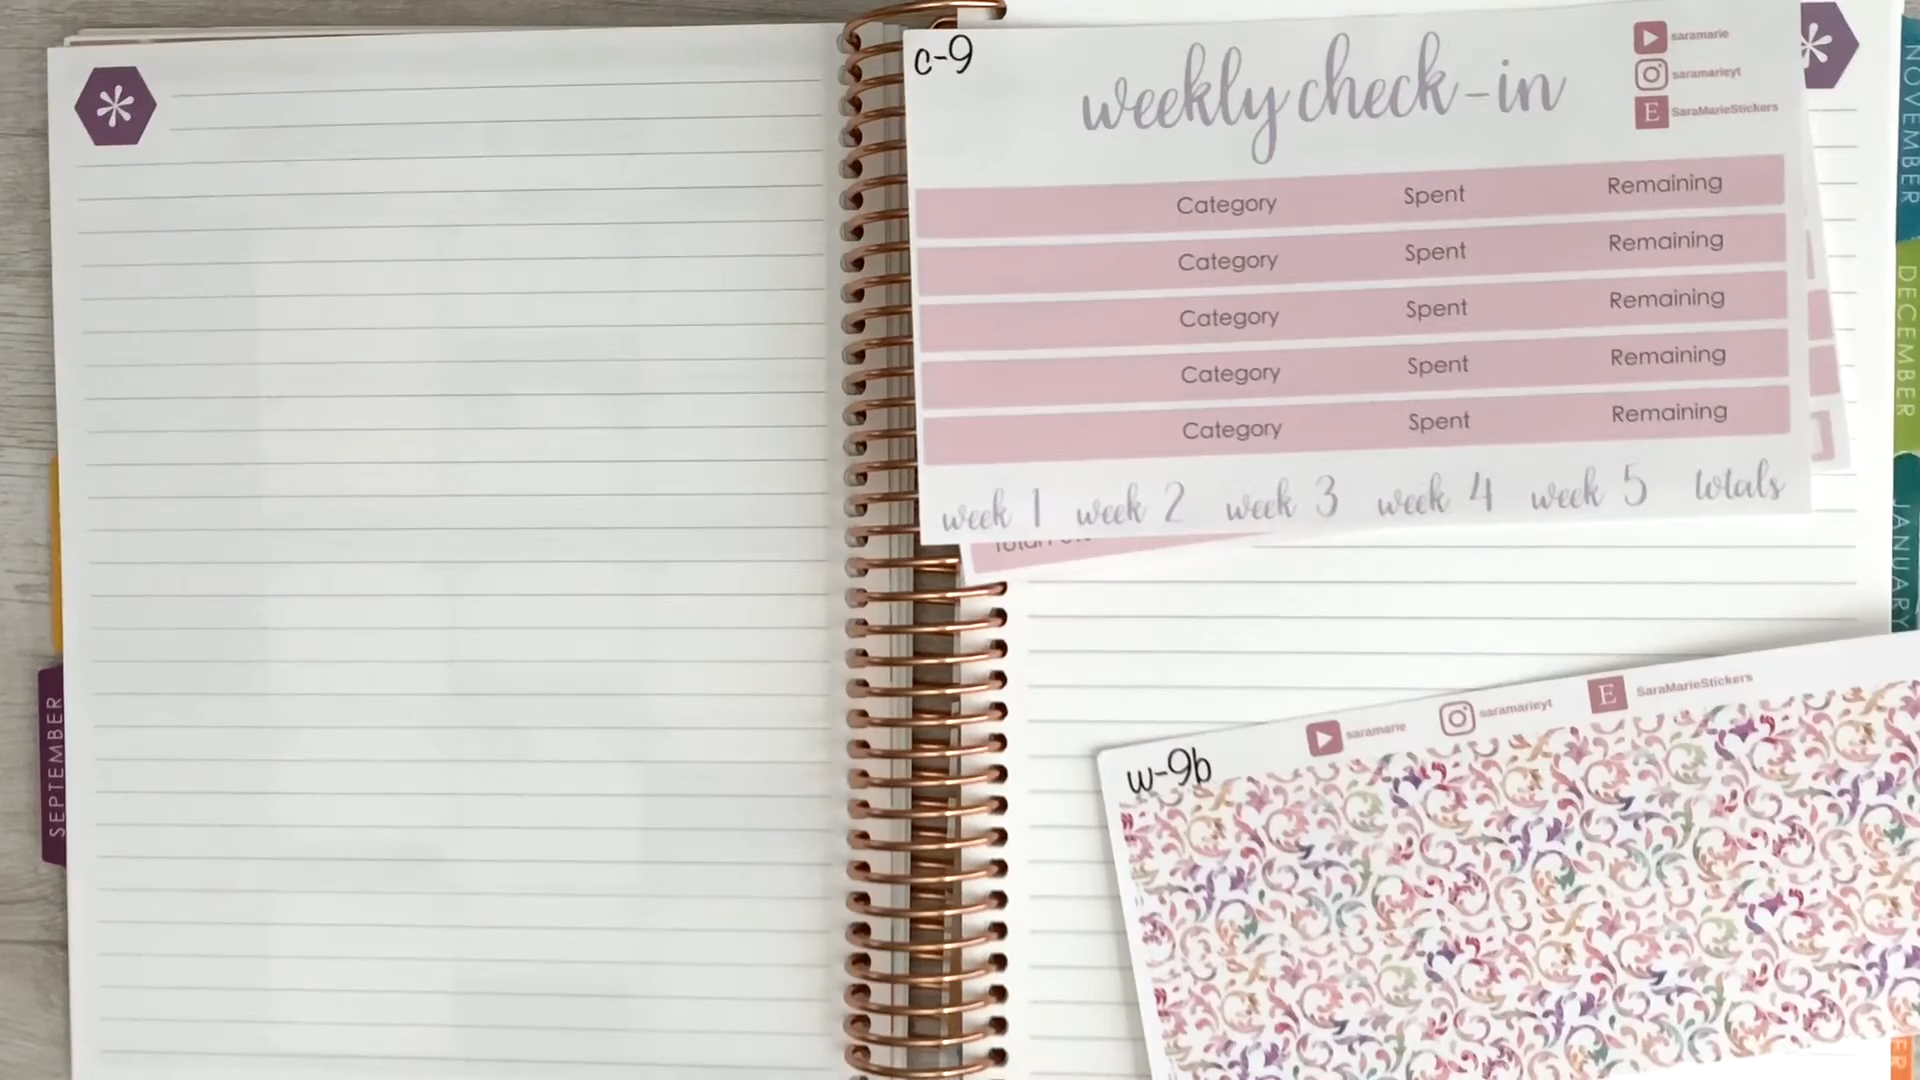 c-9
weekly check-in
saramarie
saramarieyt
E SaraMarieStickers
Category Spent Remaining
Category Spent Remaining
Category Spent Remaining
Category Spent Remaining
Category Spent Remaining
week 1 week 2 week 3 week 4 week 5 totals
NOVEMBER
DECEMBER
JANUARY
SEPTEMBER
w-9b
saramarie
saramarieyt
E SaraMarieStickers